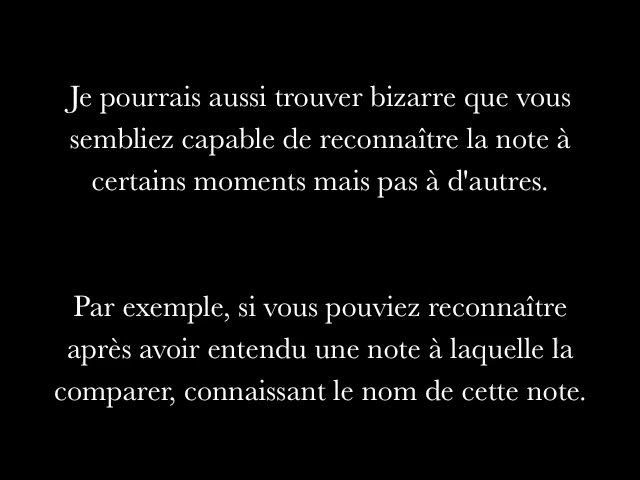 Je pourrais aussi trouver bizarre que vous
sembliez capable de reconnaître la note à
certains moments mais pas à d'autres.
Par exemple, si vous pouviez reconnaître
après avoir entendu une note à laquelle la
comparer, connaissant le nom de cette note.